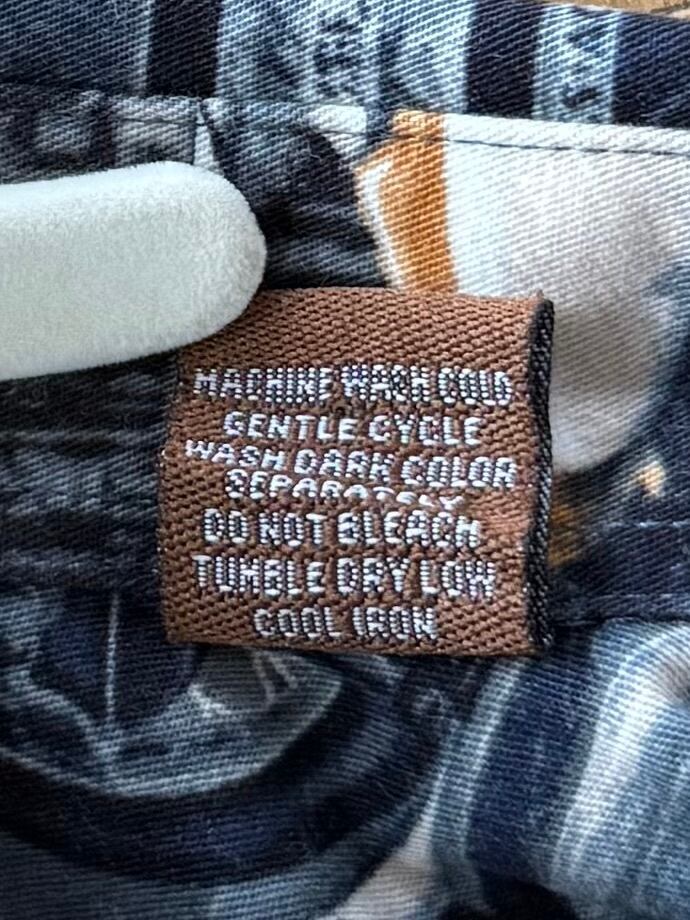 MACHINE WASH COLD
GENTLE CYCLE
WASH DARK COLOR
SEPARATELY
DO NOT BLEACH
TUMBLE DRY LOW
COOL IRON